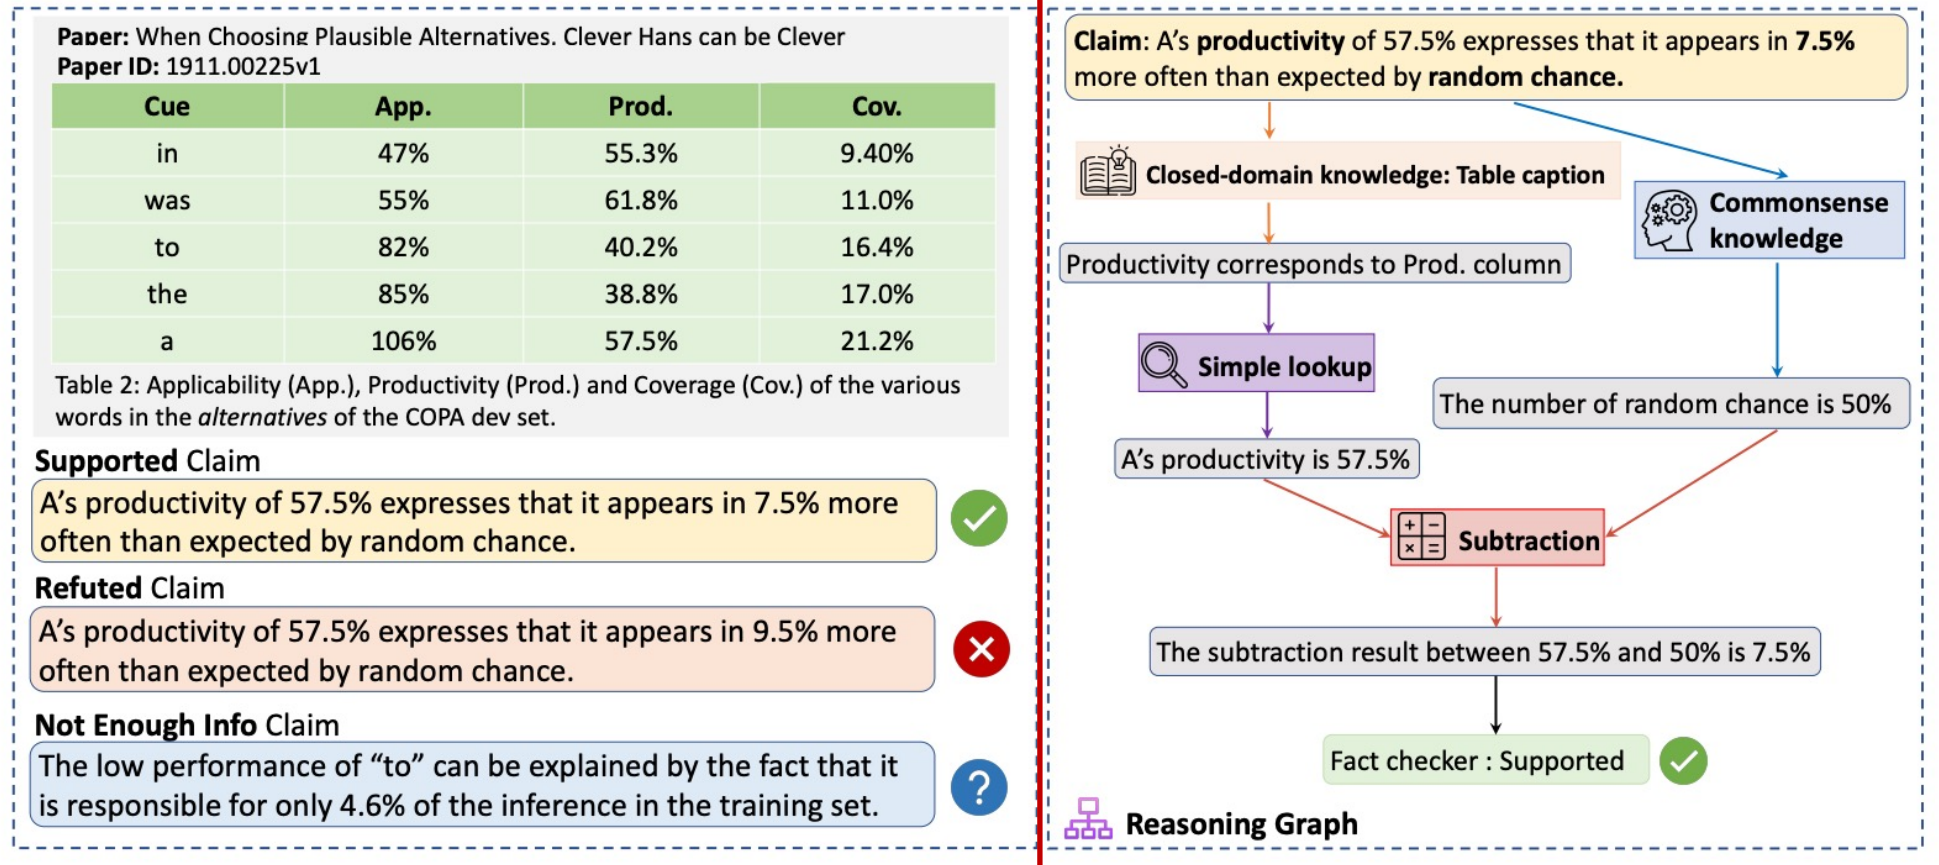 Paper: When Choosing Plausible Alternatives. Clever Hans can be Clever
Paper ID: 1911.00225v1
Cue App. Prod. Cov.
in 47% 55.3% 9.40%
was 55% 61.8% 11.0%
to 82% 40.2% 16.4%
the 85% 38.8% 17.0%
a 106% 57.5% 21.2%
Table 2: Applicability (App.), Productivity (Prod.) and Coverage (Cov.) of the various
words in the alternatives of the COPA dev set.
Supported Claim
A’s productivity of 57.5% expresses that it appears in 7.5% more
often than expected by random chance.
Refuted Claim
A’s productivity of 57.5% expresses that it appears in 9.5% more
often than expected by random chance.
Not Enough Info Claim
The low performance of “to” can be explained by the fact that it
is responsible for only 4.6% of the inference in the training set.
Claim: A’s productivity of 57.5% expresses that it appears in 7.5%
more often than expected by random chance.
Closed-domain knowledge: Table caption
Commonsense
knowledge
Productivity corresponds to Prod. column
Simple lookup
The number of random chance is 50%
A’s productivity is 57.5%
Subtraction
The subtraction result between 57.5% and 50% is 7.5%
Fact checker : Supported
Reasoning Graph